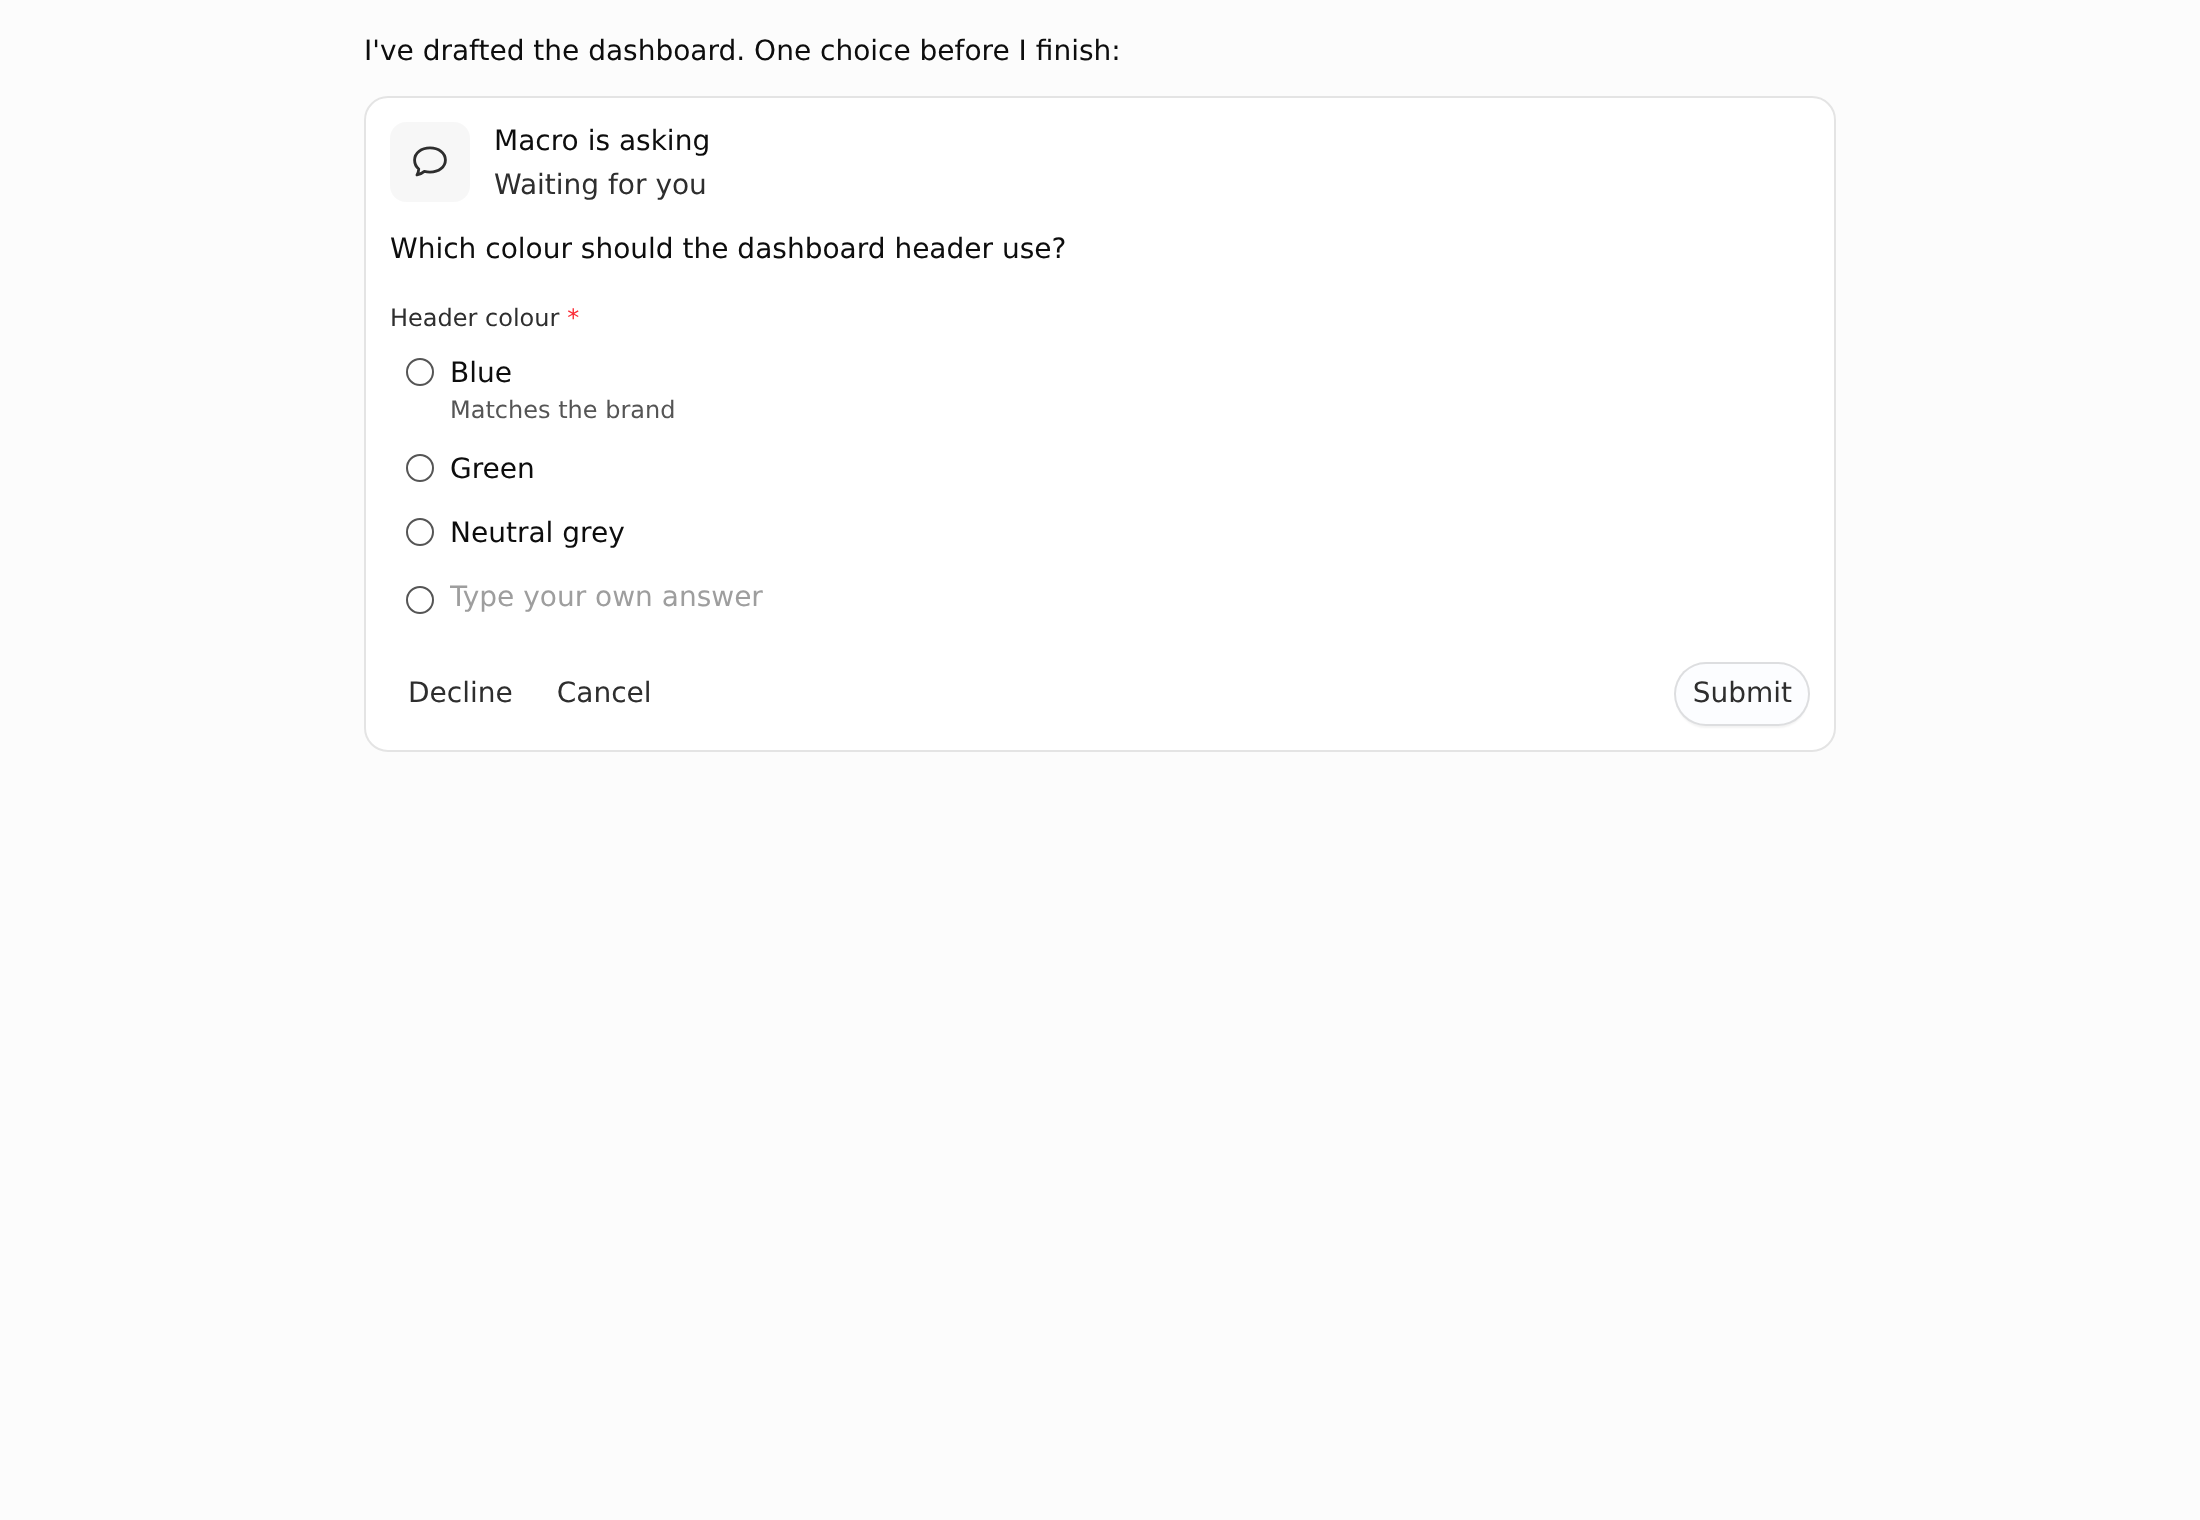 I've drafted the dashboard. One choice before I finish:
Macro is asking
Waiting for you
Which colour should the dashboard header use?
Header colour *
Blue
Matches the brand
Green
Neutral grey
Type your own answer
Decline Cancel Submit